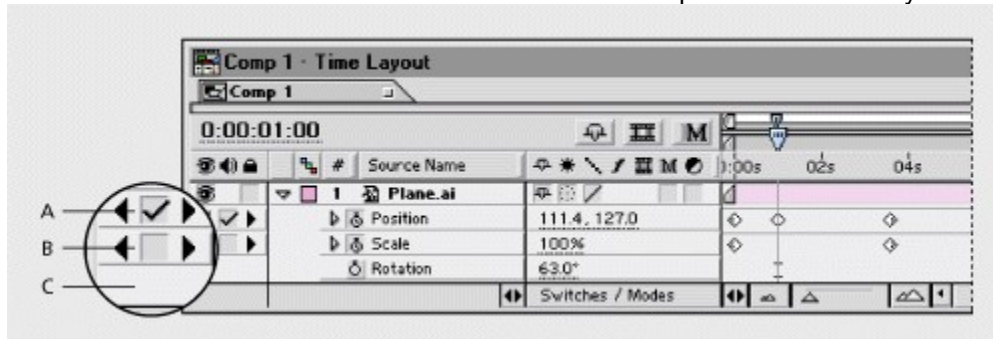 Comp 1 · Time Layout
Comp 1
0:00:01:00
M
# Source Name M ):00s 02s 04s
1 Plane.ai
A
Position 111.4, 127.0
B
Scale 100%
C
Rotation 63.0°
Switches / Modes